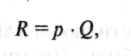 R = p · Q,